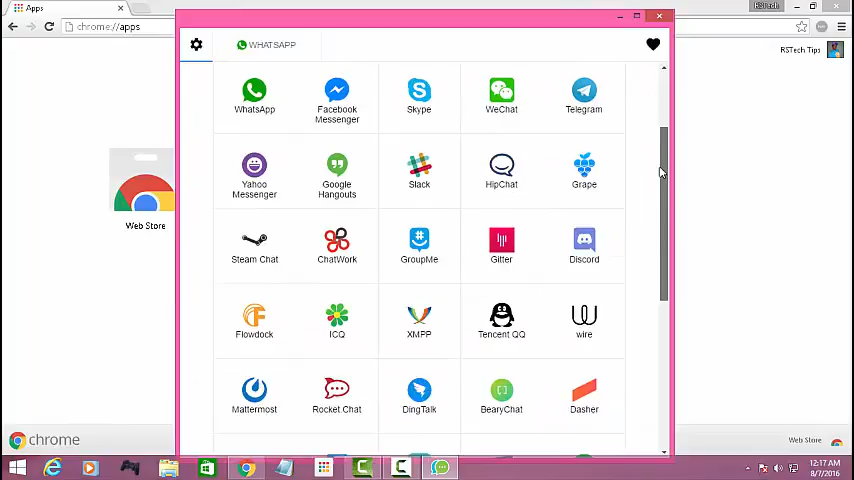 Apps
RSTech
chrome://apps
RSTech Tips
WHATSAPP
WhatsApp
Facebook
Messenger
Skype
WeChat
Telegram
Yahoo
Messenger
Google
Hangouts
Slack
HipChat
Grape
Web Store
Steam Chat
ChatWork
GroupMe
Gitter
Discord
Flowdock
ICQ
XMPP
Tencent QQ
wire
Mattermost
Rocket.Chat
DingTalk
BearyChat
Dasher
chrome
Web Store
12:17 AM
8/7/2016